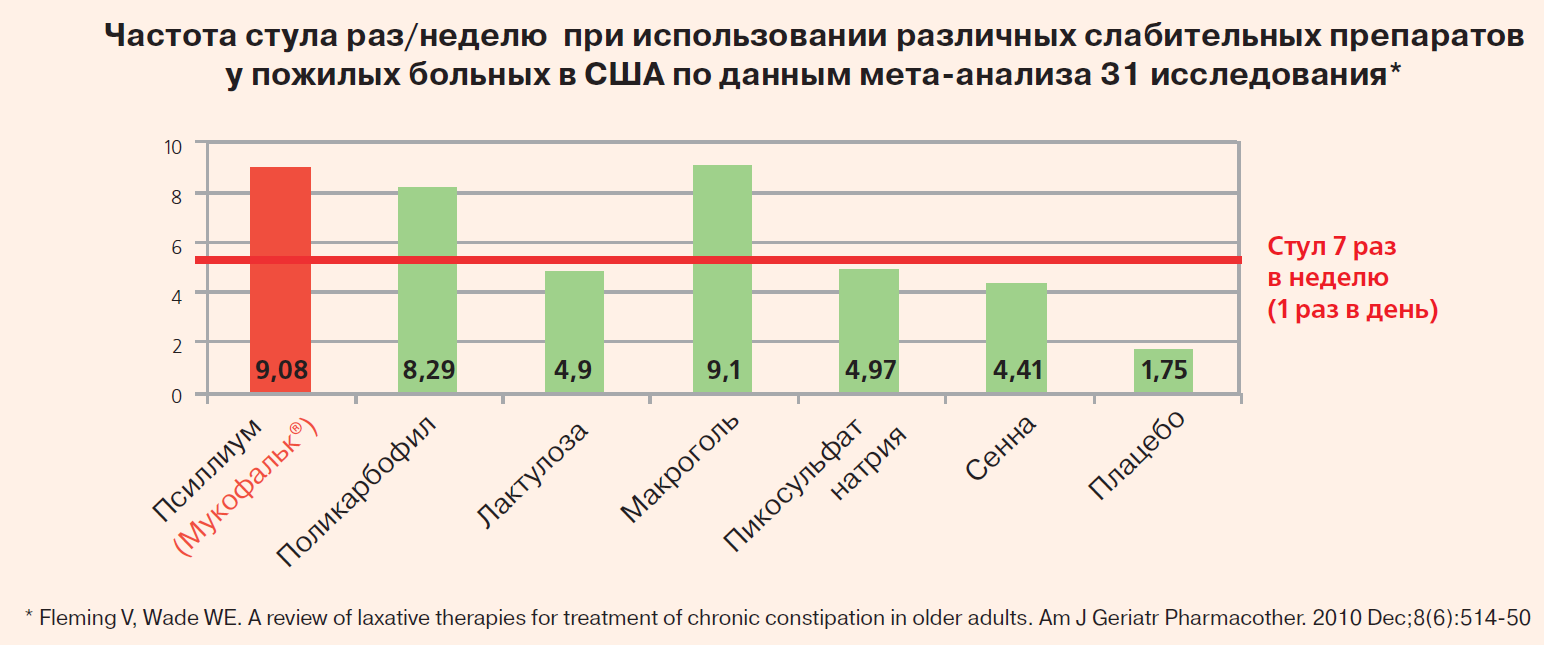 Частота стула раз/неделю при использовании различных слабительных препаратов
у пожилых больных в США по данным мета-анализа 31 исследования*
10
8
6
4
2
0
Стул 7 раз
в неделю
(1 раз в день)
9,08
8,29
4,9
9,1
4,97
4,41
1,75
Псиллиум
(Мукофальк®)
Поликарбофил
Лактулоза
Макроголь
Пикосульфат
натрия
Сенна
Плацебо
* Fleming V, Wade WE. A review of laxative therapies for treatment of chronic constipation in older adults. Am J Geriatr Pharmacother. 2010 Dec;8(6):514-50